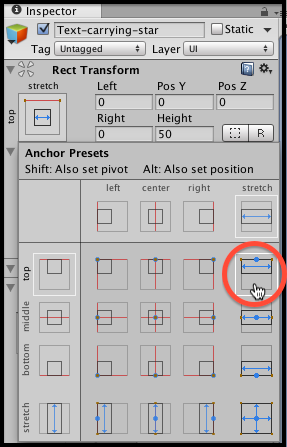 Inspector
Text-carrying-star Static
Tag Untagged Layer UI
Rect Transform
stretch Left Pos Y Pos Z
top 0 0 0
Right Height
0 50 R
Anchor Presets
Shift: Also set pivot Alt: Also set position
left center right stretch
top
middle
bottom
stretch